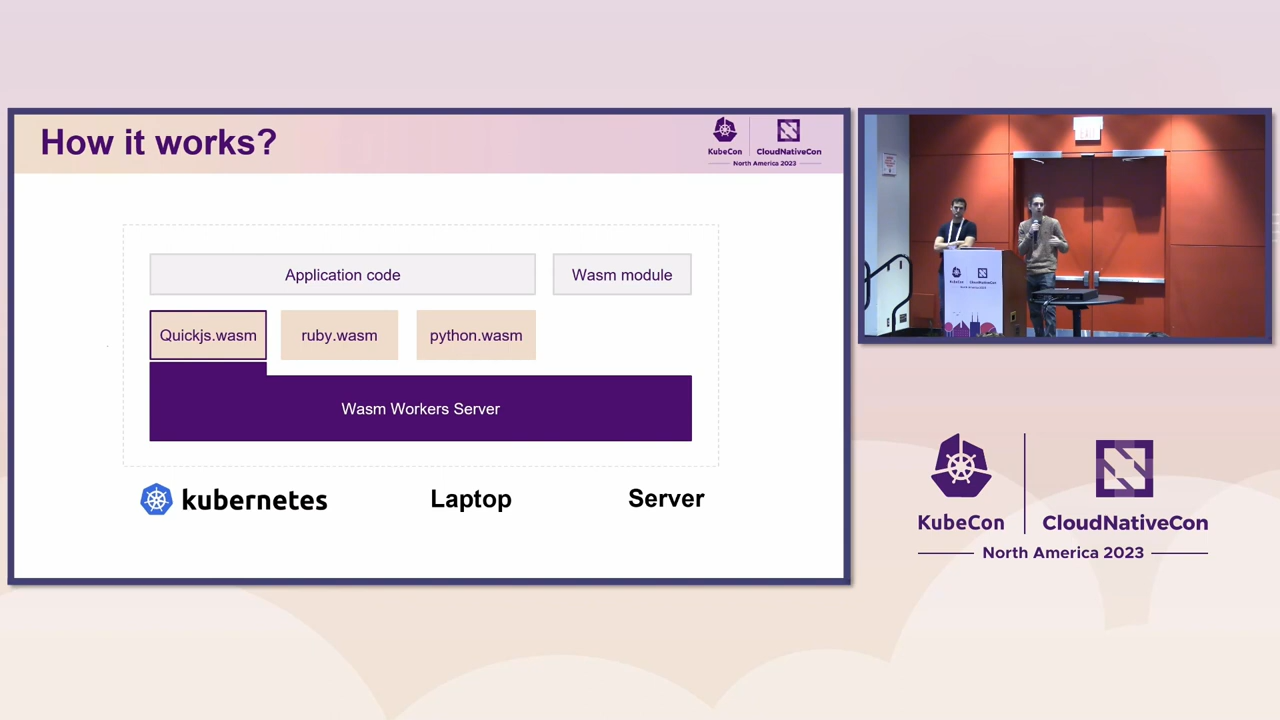 How it works?
KubeCon
CloudNativeCon
North America 2023
Application code
Wasm module
Quickjs.wasm
ruby.wasm
python.wasm
Wasm Workers Server
kubernetes
Laptop
Server
KubeCon
CloudNativeCon
North America 2023